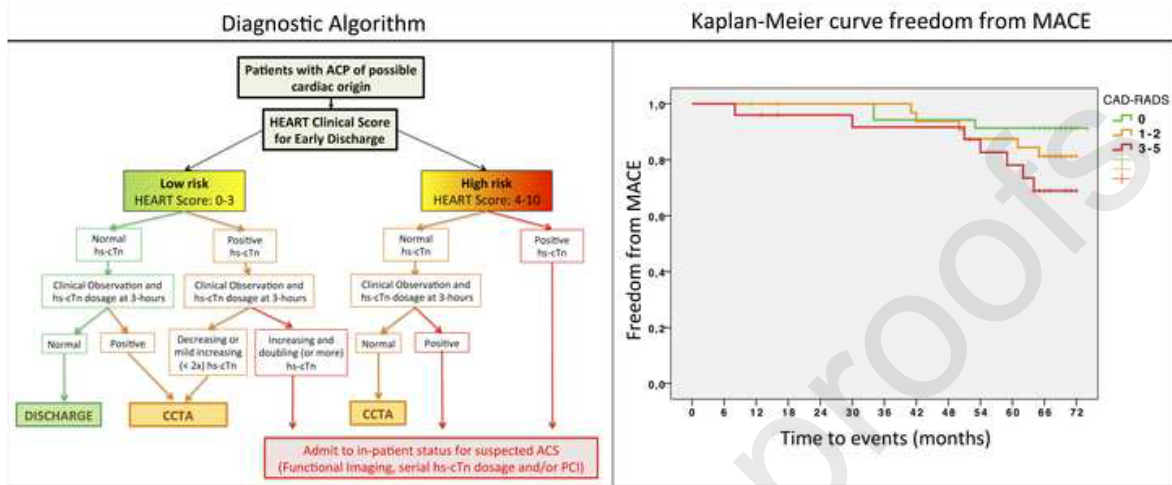 Diagnostic Algorithm
Patients with ACP of possible
cardiac origin
HEART Clinical Score
for Early Discharge
Low risk
HEART Score: 0-3
High risk
HEART Score: 4-10
Normal
hs-cTn
Positive
hs-cTn
Normal
hs-cTn
Positive
hs-cTn
Clinical Observation and
hs-cTn dosage at 3-hours
Clinical Observation and
hs-cTn dosage at 3-hours
Clinical Observation and
hs-cTn dosage at 3-hours
Normal
Positive
Decreasing or
mild increasing
(< 2x) hs-cTn
Increasing and
doubling (or more)
hs-cTn
Normal
Positive
DISCHARGE
CCTA
CCTA
Admit to in-patient status for suspected ACS
(Functional Imaging, serial hs-cTn dosage and/or PCI)
Kaplan-Meier curve freedom from MACE
Freedom from MACE
1,0
0,8
0,6
0,4
0,2
0,0
0 6 12 18 24 30 36 42 48 54 60 66 72
Time to events (months)
CAD-RADS
0
1-2
3-5
proofs